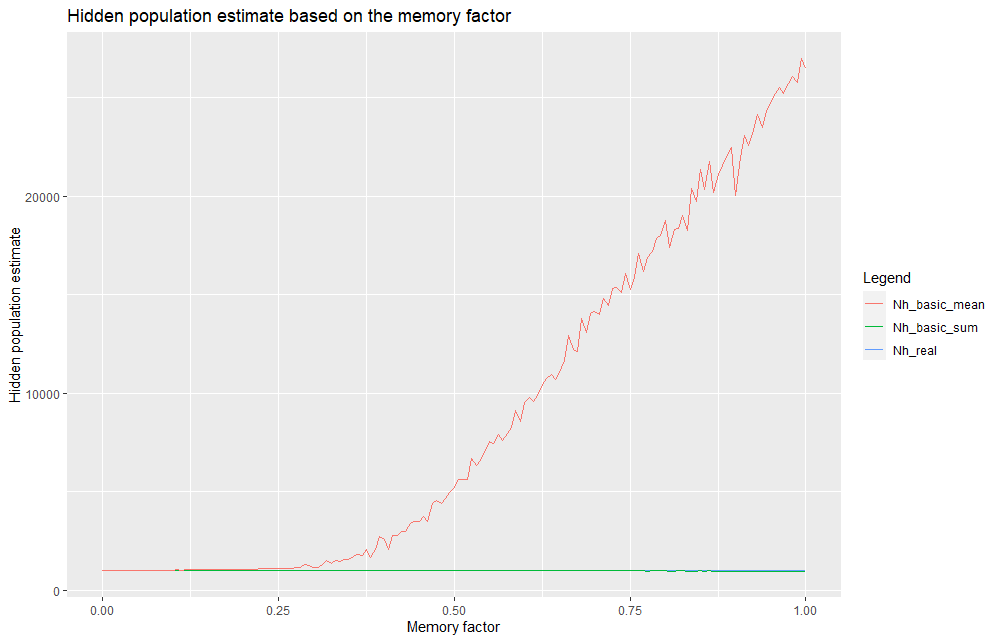 Hidden population estimate based on the memory factor
Hidden population estimate
20000
10000
0
0.00
0.25
0.50
0.75
1.00
Memory factor
Legend
Nh_basic_mean
Nh_basic_sum
Nh_real